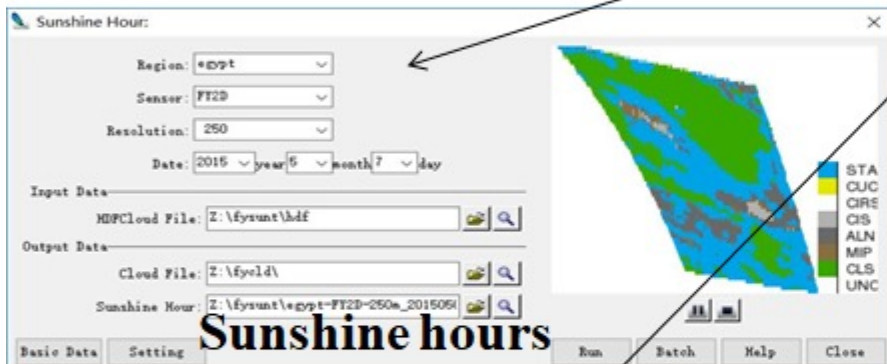 Sunshine Hour:
Region: egypt
Sensor: FY2D
Resolution: 250
Date: 2015 year 5 month 7 day
Input Data
HDFCloud File: Z:\fysunt\hdf
Output Data
Cloud File: Z:\fycld\
Sunshine Hour: Z:\fysunt\egypt-FY2D-250m_201505
STA
CUC
CIRS
CIS
ALN
MIP
CLS
UNC
Sunshine hours
Basic Data Setting Run Batch Help Close